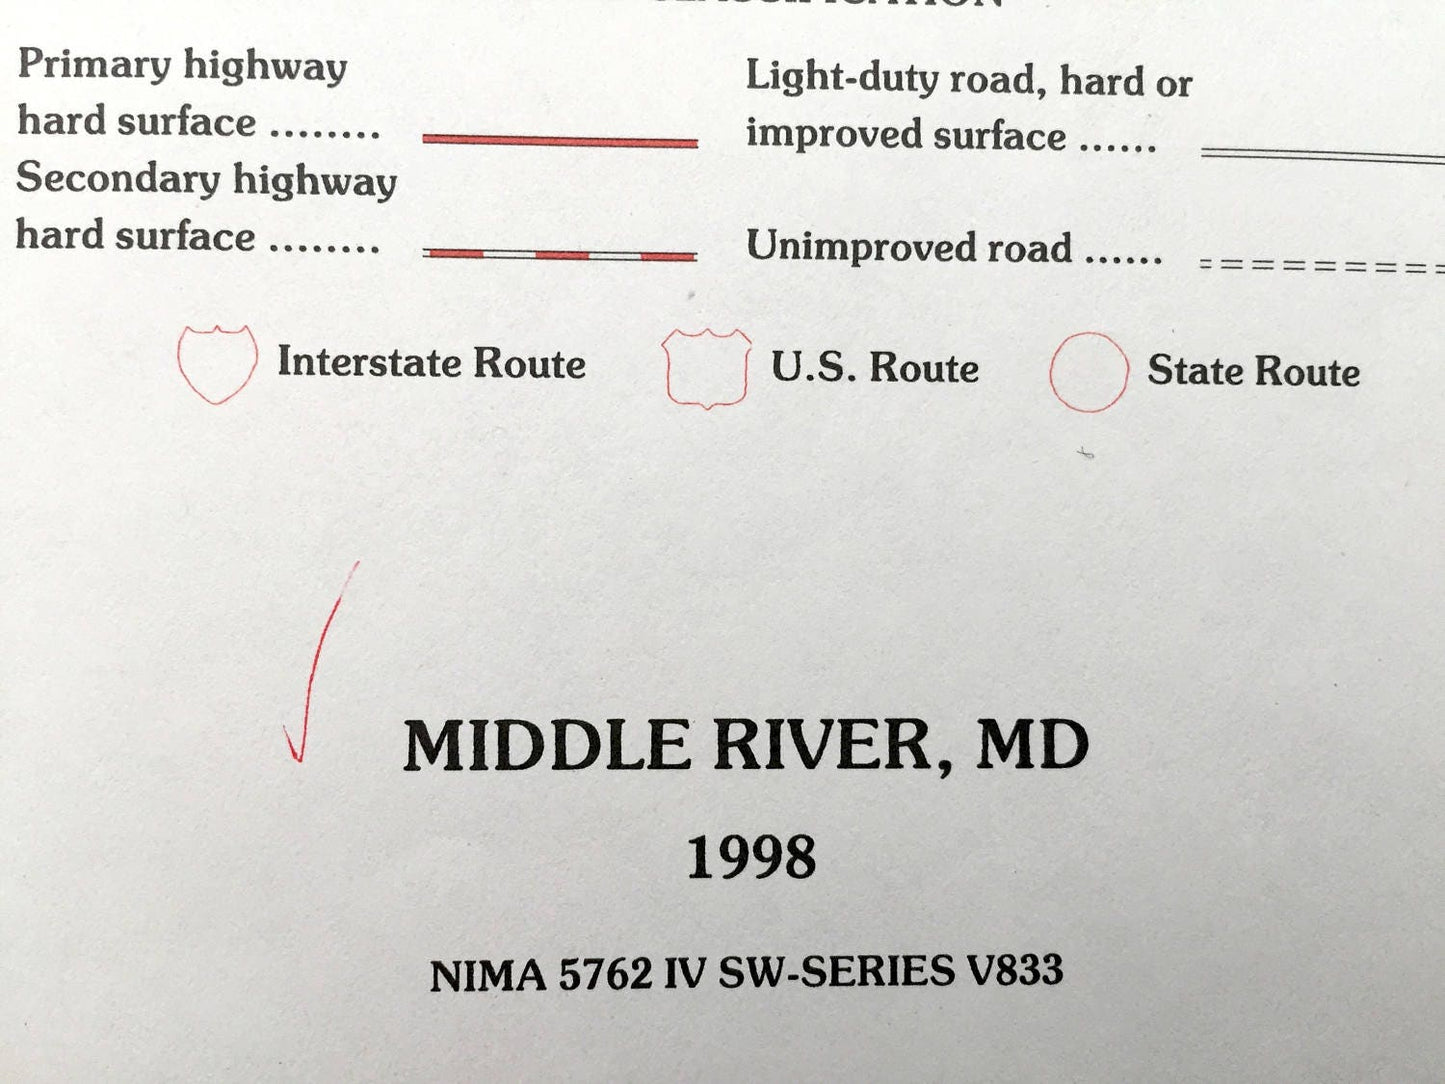 CLASSIFICATION
Primary highway
hard surface ........
Secondary highway
hard surface ........
Light-duty road, hard or
improved surface ......
Unimproved road ......
Interstate Route
U.S. Route
State Route
MIDDLE RIVER, MD
1998
NIMA 5762 IV SW-SERIES V833